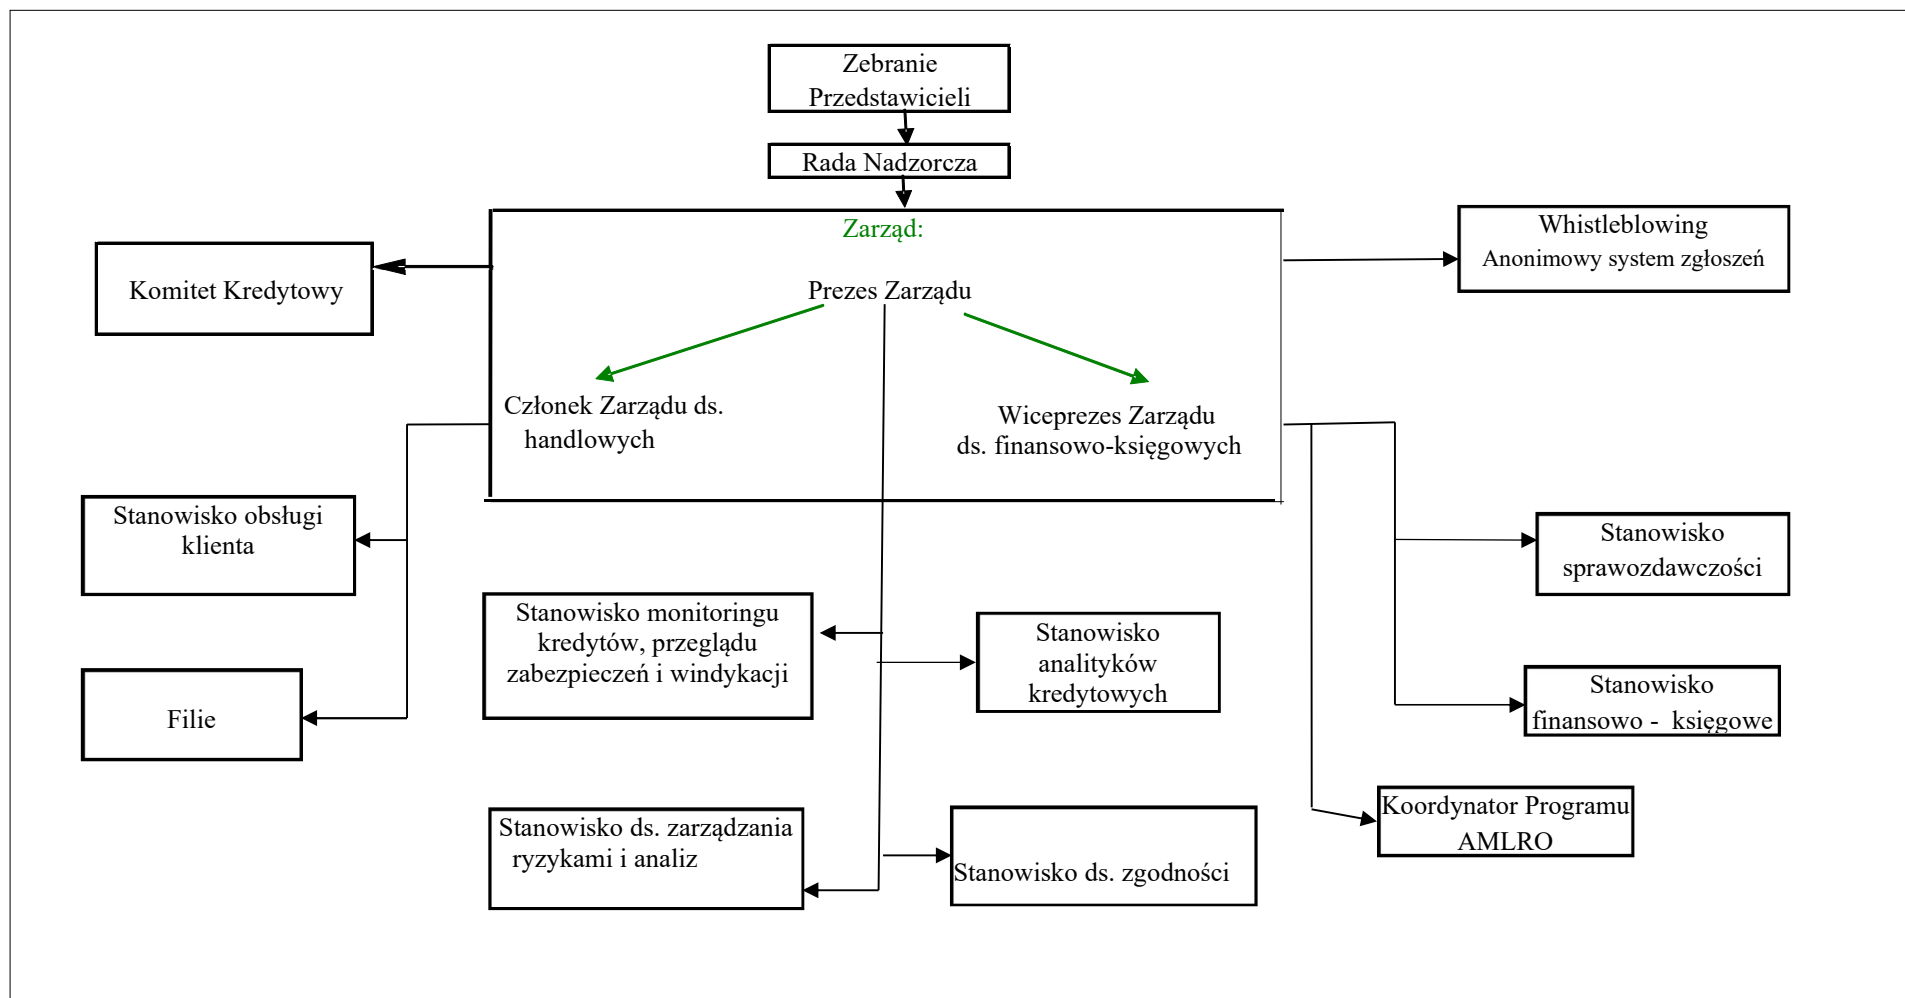 Zebranie
Przedstawicieli
Rada Nadzorcza
Zarząd:
Whistleblowing
Anonimowy system zgłoszeń
Komitet Kredytowy
Prezes Zarządu
Członek Zarządu ds.
handlowych
Wiceprezes Zarządu
ds. finansowo-księgowych
Stanowisko obsługi
klienta
Stanowisko
sprawozdawczości
Stanowisko monitoringu
kredytów, przeglądu
zabezpieczeń i windykacji
Stanowisko
analityków
kredytowych
Filie
Stanowisko
finansowo - księgowe
Stanowisko ds. zarządzania
ryzykami i analiz
Stanowisko ds. zgodności
Koordynator Programu
AMLRO